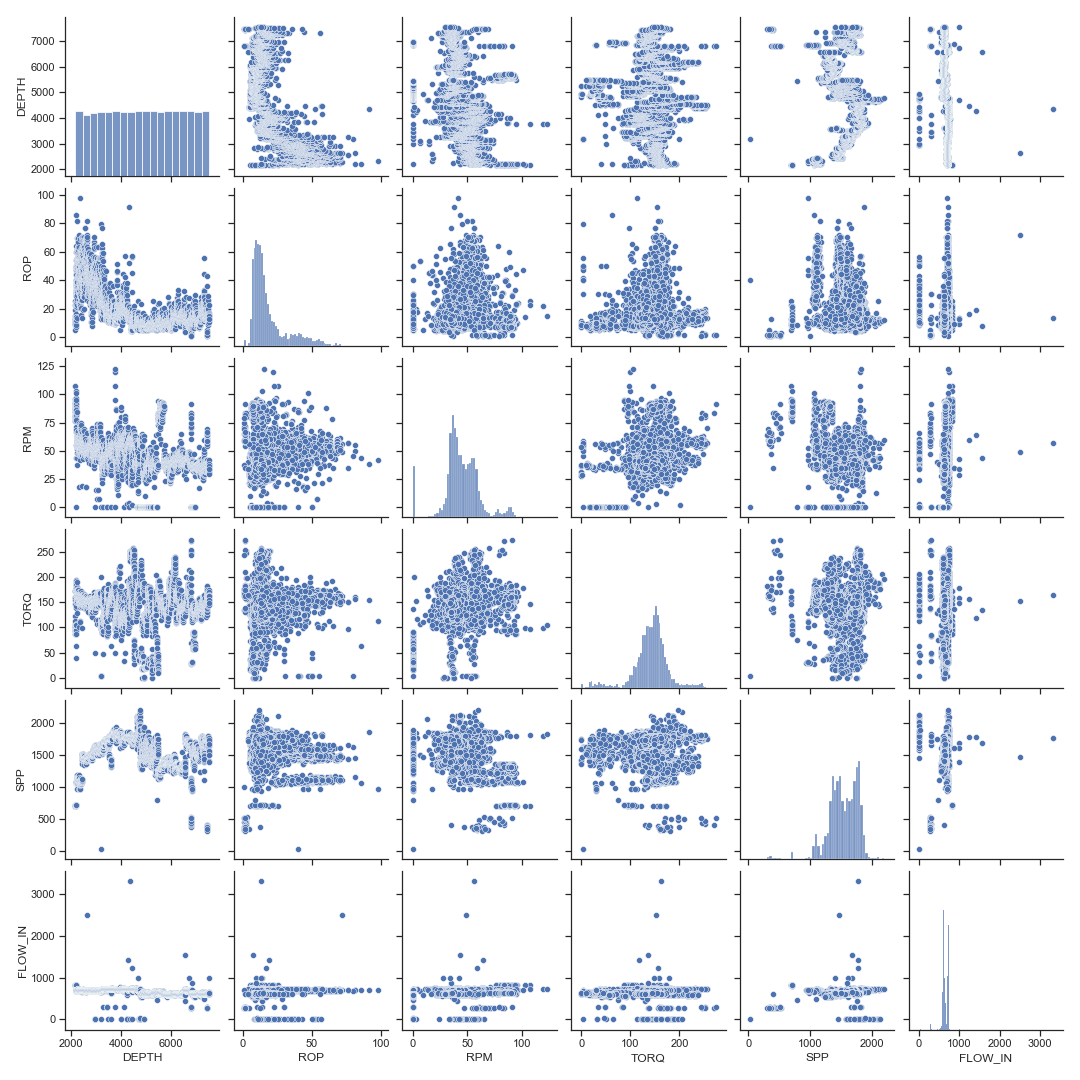 7000
6000
5000
4000
3000
2000
DEPTH
100
80
60
40
20
0
ROP
125
100
75
50
25
0
RPM
250
200
150
100
50
0
TORQ
2000
1500
1000
500
0
SPP
3000
2000
1000
0
FLOW_IN
2000 4000 6000
DEPTH
0 50 100
ROP
0 50 100
RPM
0 100 200
TORQ
0 1000 2000
SPP
0 1000 2000 3000
FLOW_IN